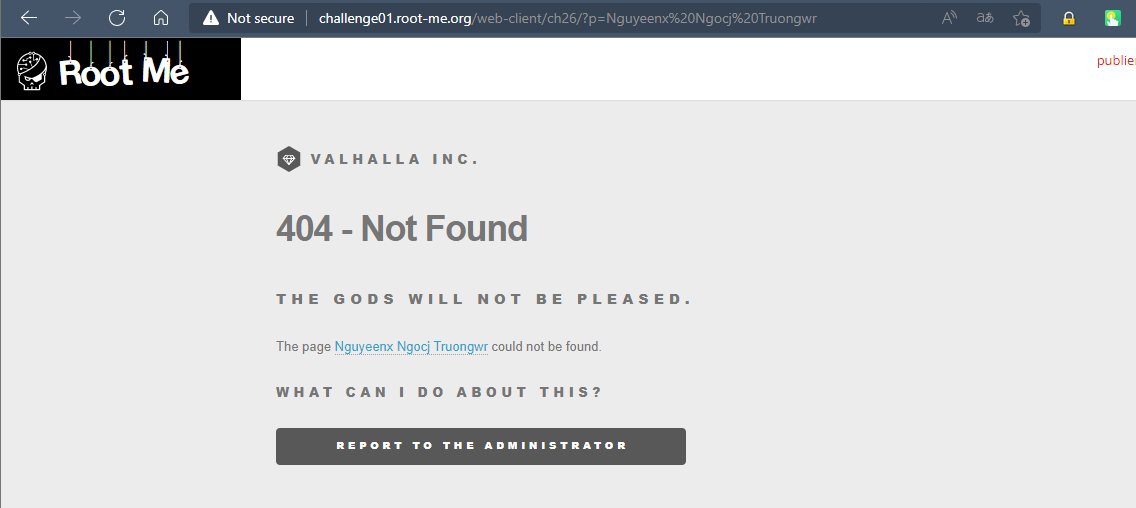 Not secure | challenge01.root-me.org/web-client/ch26/?p=Nguyeenx%20Ngocj%20Truongwr
Root Me
publier
VALHALLA INC.
404 - Not Found
THE GODS WILL NOT BE PLEASED.
The page Nguyeenx Ngocj Truongwr could not be found.
WHAT CAN I DO ABOUT THIS?
REPORT TO THE ADMINISTRATOR